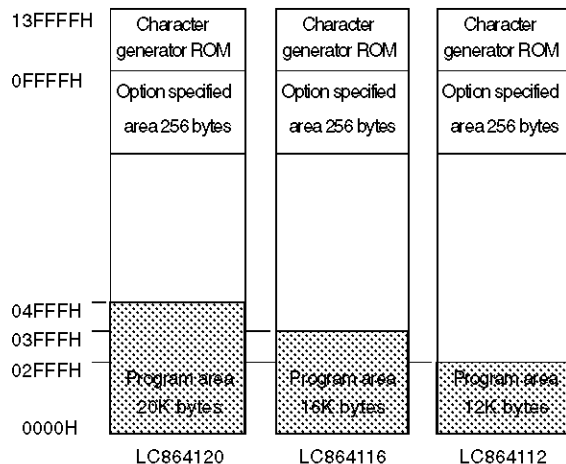 13FFFFH
0FFFFH
04FFFH
03FFFH
02FFFH
0000H
Character
generator ROM
Option specified
area 256 bytes
Program area
20K bytes
LC864120
Character
generator ROM
Option specified
area 256 bytes
Program area
16K bytes
LC864116
Character
generator ROM
Option specified
area 256 bytes
Program area
12K bytes
LC864112